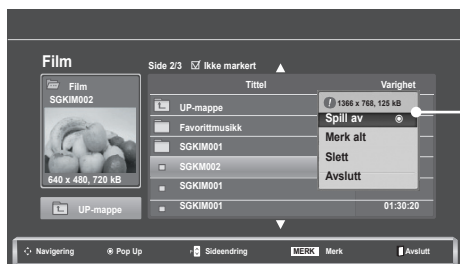 Film
Side 2/3 Ikke markert
Film
SGKIM002
640 x 480, 720 kB
UP-mappe
Tittel Varighet
UP-mappe
Favorittmusikk
SGKIM001
SGKM002
SGKIM001
SGKIM001 01:30:20
1366 x 768, 125 kB
Spill av
Merk alt
Slett
Avslutt
Navigering Pop Up Sideendring MERK Merk Avslutt